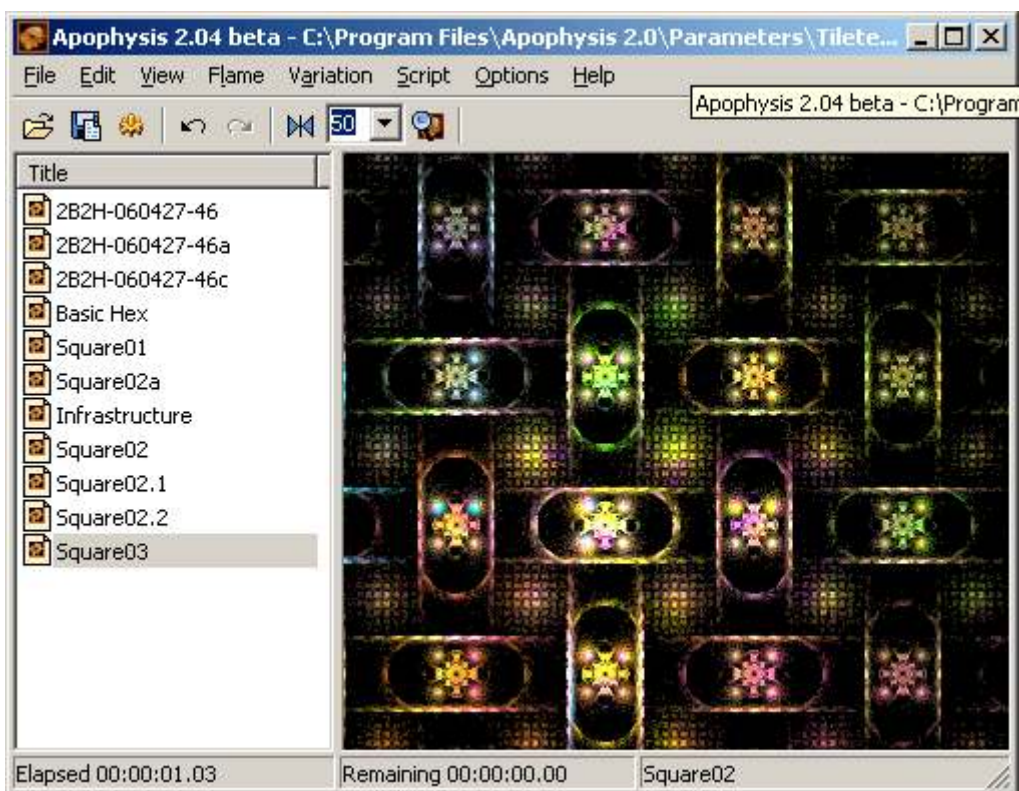 Apophysis 2.04 beta - C:\Program Files\Apophysis 2.0\Parameters\Tilete...
File Edit View Flame Variation Script Options Help
Apophysis 2.04 beta - C:\Program
50
Title
2B2H-060427-46
2B2H-060427-46a
2B2H-060427-46c
Basic Hex
Square01
Square02a
Infrastructure
Square02
Square02.1
Square02.2
Square03
Elapsed 00:00:01.03 Remaining 00:00:00.00 Square02